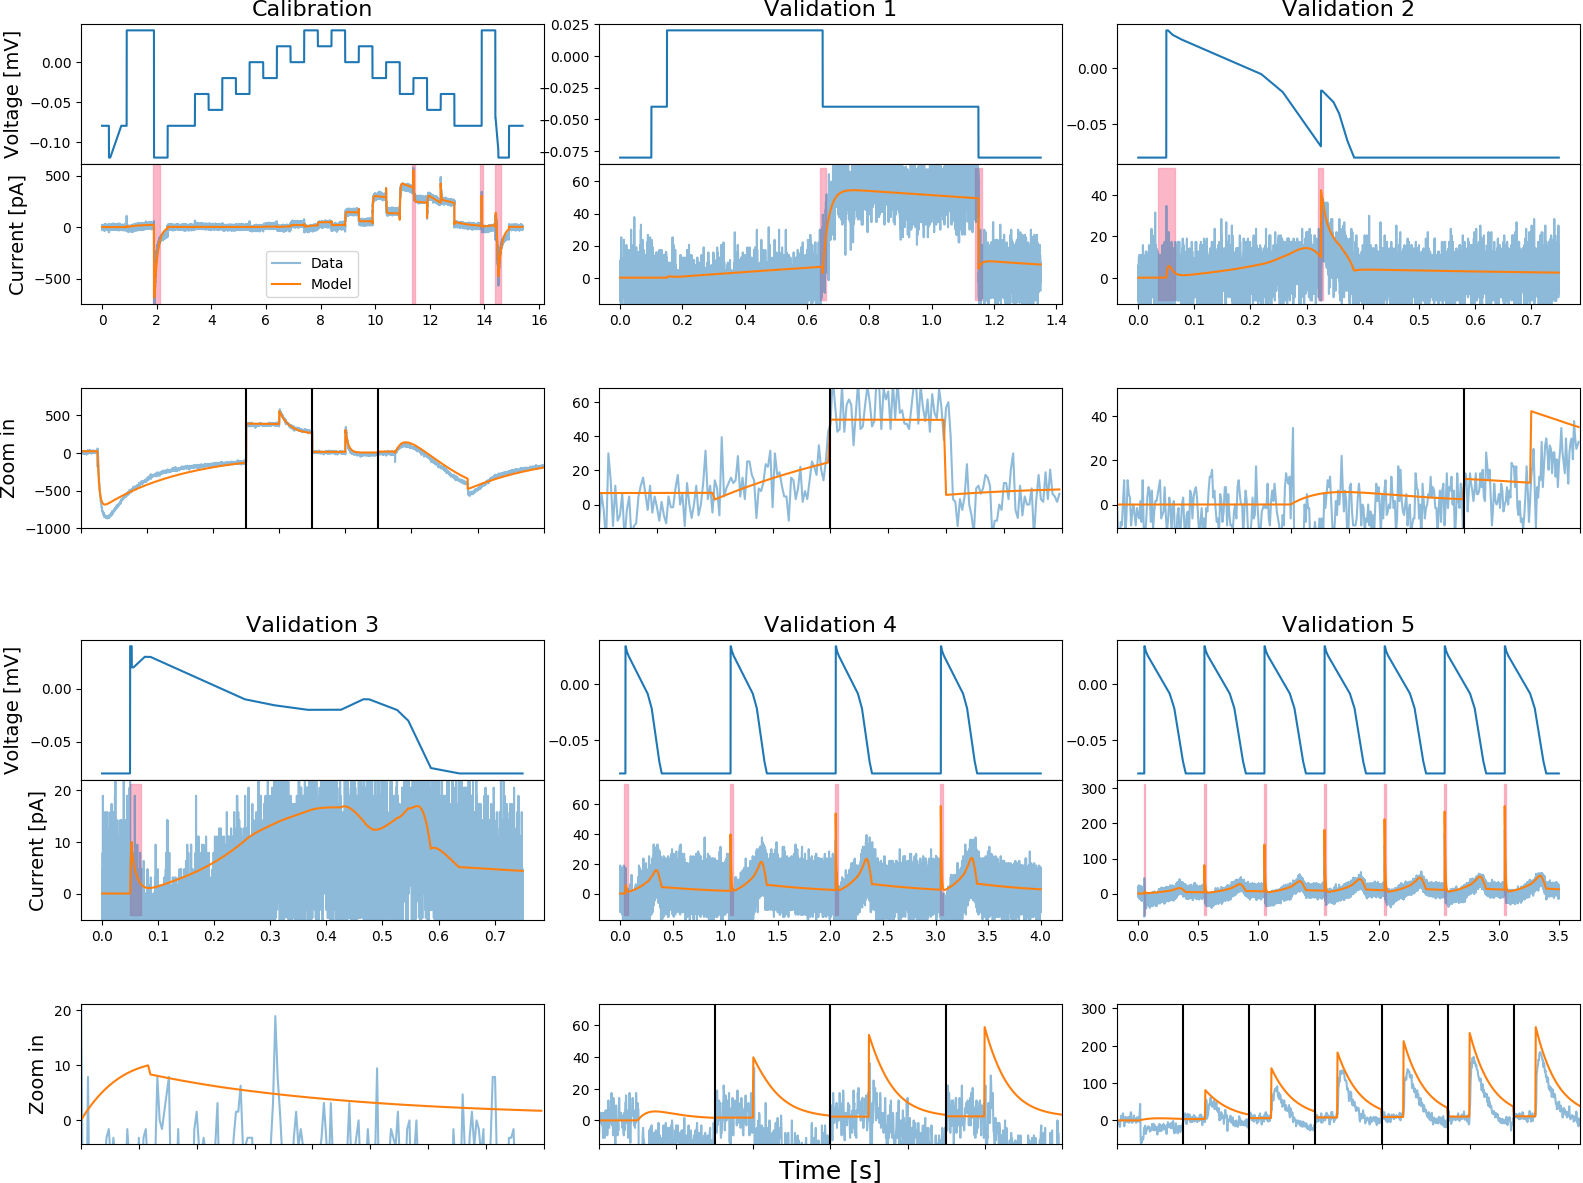 Calibration
Validation 1
Validation 2
Voltage [mV]
0.00
−0.05
−0.10
0.025
0.000
−0.025
−0.050
−0.075
0.00
−0.05
Current [pA]
500
0
−500
Data
Model
60
40
20
0
40
20
0
0 2 4 6 8 10 12 14 16
0.0 0.2 0.4 0.6 0.8 1.0 1.2 1.4
0.0 0.1 0.2 0.3 0.4 0.5 0.6 0.7
Zoom in
500
0
−500
−1000
60
40
20
0
40
20
0
Validation 3
Validation 4
Validation 5
Voltage [mV]
0.00
−0.05
0.00
−0.05
0.00
−0.05
Current [pA]
20
10
0
60
40
20
0
300
200
100
0
0.0 0.1 0.2 0.3 0.4 0.5 0.6 0.7
0.0 0.5 1.0 1.5 2.0 2.5 3.0 3.5 4.0
0.0 0.5 1.0 1.5 2.0 2.5 3.0 3.5
Zoom in
20
10
0
60
40
20
0
300
200
100
0
Time [s]